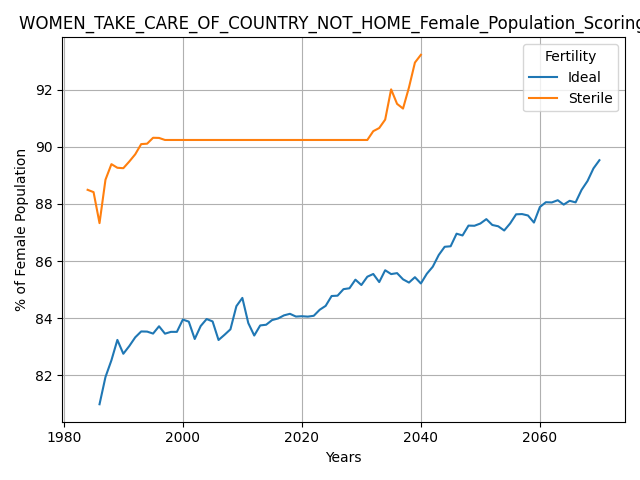 WOMEN_TAKE_CARE_OF_COUNTRY_NOT_HOME_Female_Population_Scoring
Fertility
Ideal
Sterile
% of Female Population
92
90
88
86
84
82
1980
2000
2020
2040
2060
Years